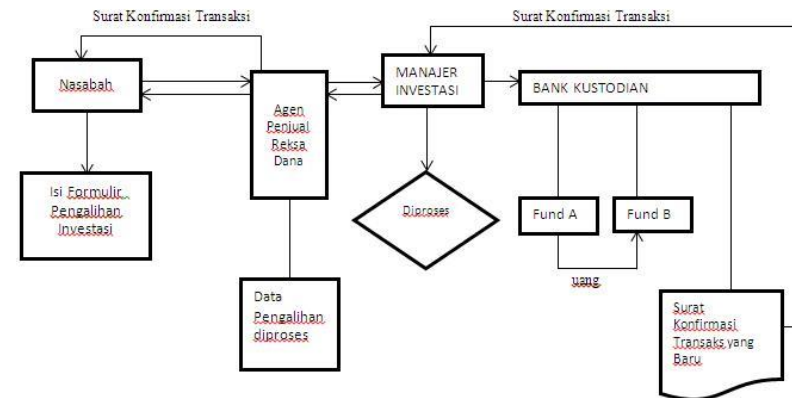 Surat Konfirmasi Transaksi
Surat Konfirmasi Transaksi
Nasabah
Agen
Penjual
Reksa
Dana
MANAJER
INVESTASI
BANK KUSTODIAN
Isi Formulir
Pengalihan
Investasi
Diproses
Fund A
Fund B
uang
Data
Pengalihan
diproses
Surat
Konfirmasi
Transaks yang
Baru